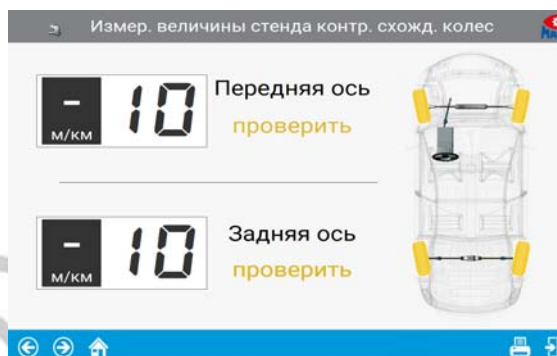 Измер. величины стенда контр. схожд. колес
- 10
м/км
Передняя ось
проверить
- 10
м/км
Задняя ось
проверить